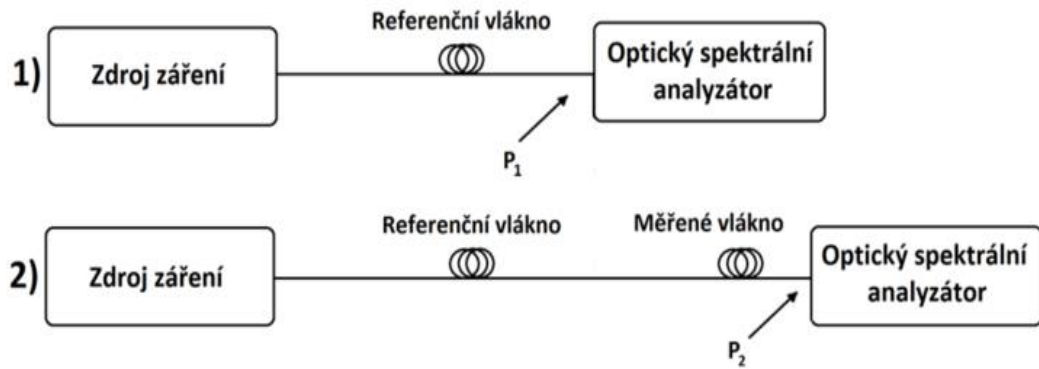 Referenční vlákno
1)
Zdroj záření
Optický spektrální
analyzátor
P1
Referenční vlákno
Měřené vlákno
2)
Zdroj záření
Optický spektrální
analyzátor
P2